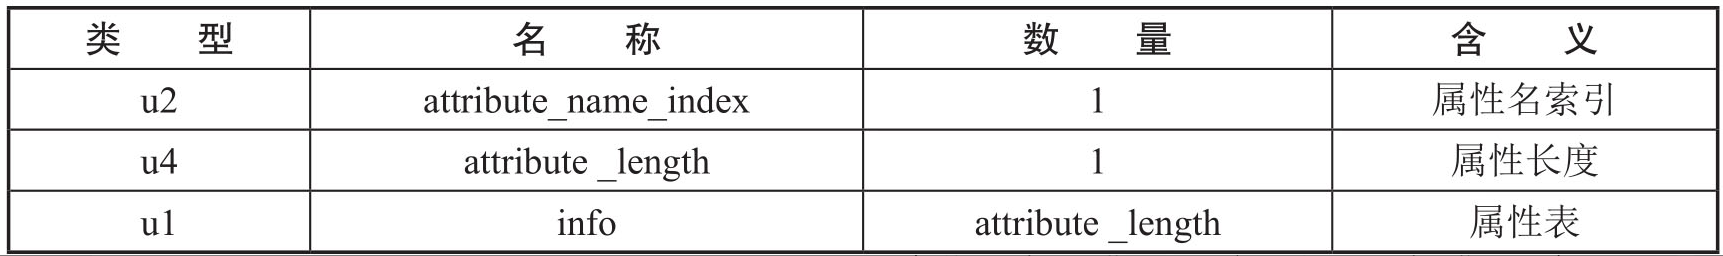 类 型 名 称 数 量 含 义
u2 attribute_name_index 1 属性名索引
u4 attribute _length 1 属性长度
u1 info attribute _length 属性表